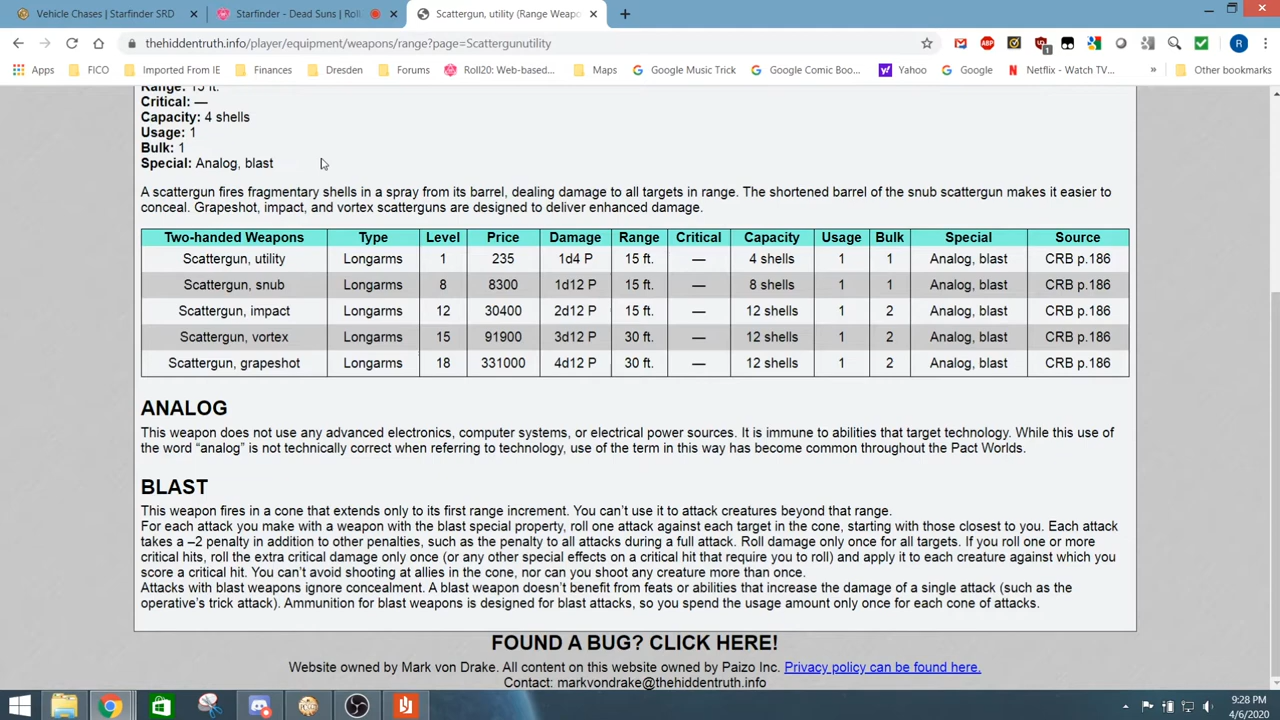 Vehicle Chases | Starfinder SRD
Starfinder - Dead Suns | Roll
Scattergun, utility (Range Weapo
thehiddentruth.info/player/equipment/weapons/range?page=Scattergunutility
Apps
FICO
Imported From IE
Finances
Dresden
Forums
Roll20: Web-based...
Maps
Google Music Trick
Google Comic Boo...
Yahoo
Google
Netflix - Watch TV...
Other bookmarks
Range: 15 ft.
Critical: —
Capacity: 4 shells
Usage: 1
Bulk: 1
Special: Analog, blast
A scattergun fires fragmentary shells in a spray from its barrel, dealing damage to all targets in range. The shortened barrel of the snub scattergun makes it easier to
conceal. Grapeshot, impact, and vortex scatterguns are designed to deliver enhanced damage.
Two-handed Weapons Type Level Price Damage Range Critical Capacity Usage Bulk Special Source
Scattergun, utility Longarms 1 235 1d4 P 15 ft. — 4 shells 1 1 Analog, blast CRB p.186
Scattergun, snub Longarms 8 8300 1d12 P 15 ft. — 8 shells 1 1 Analog, blast CRB p.186
Scattergun, impact Longarms 12 30400 2d12 P 15 ft. — 12 shells 1 2 Analog, blast CRB p.186
Scattergun, vortex Longarms 15 91900 3d12 P 30 ft. — 12 shells 1 2 Analog, blast CRB p.186
Scattergun, grapeshot Longarms 18 331000 4d12 P 30 ft. — 12 shells 1 2 Analog, blast CRB p.186
ANALOG
This weapon does not use any advanced electronics, computer systems, or electrical power sources. It is immune to abilities that target technology. While this use of
the word “analog” is not technically correct when referring to technology, use of the term in this way has become common throughout the Pact Worlds.
BLAST
This weapon fires in a cone that extends only to its first range increment. You can’t use it to attack creatures beyond that range.
For each attack you make with a weapon with the blast special property, roll one attack against each target in the cone, starting with those closest to you. Each attack
takes a –2 penalty in addition to other penalties, such as the penalty to all attacks during a full attack. Roll damage only once for all targets. If you roll one or more
critical hits, roll the extra critical damage only once (or any other special effects on a critical hit that require you to roll) and apply it to each creature against which you
score a critical hit. You can’t avoid shooting at allies in the cone, nor can you shoot any creature more than once.
Attacks with blast weapons ignore concealment. A blast weapon doesn’t benefit from feats or abilities that increase the damage of a single attack (such as the
operative’s trick attack). Ammunition for blast weapons is designed for blast attacks, so you spend the usage amount only once for each cone of attacks.
FOUND A BUG? CLICK HERE!
Website owned by Mark von Drake. All content on this website owned by Paizo Inc. Privacy policy can be found here.
Contact: markvondrake@thehiddentruth.info
9:28 PM
4/6/2020